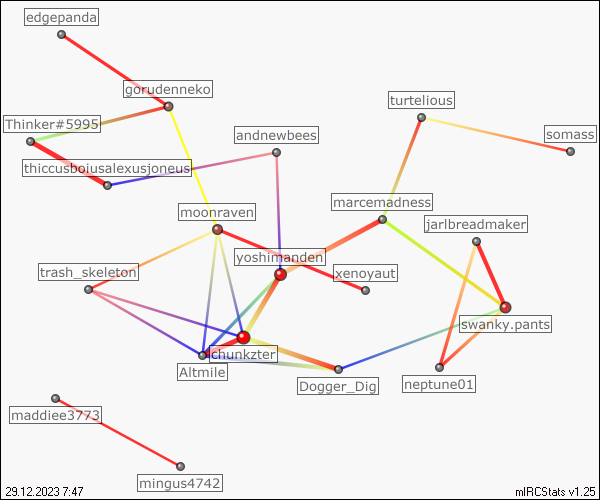 edgepanda
gorudenneko
turtelious
Thinker#5995
andnewbees
somass
thiccusboiusalexusjoneus
marcemadness
moonraven
jarlbreadmaker
yoshimanden
trash_skeleton
xenoyaut
swanky.pants
chunkzter
Altmile
Dogger_Dig
neptune01
maddiee3773
mingus4742
29.12.2023 7:47
mIRCStats v1.25